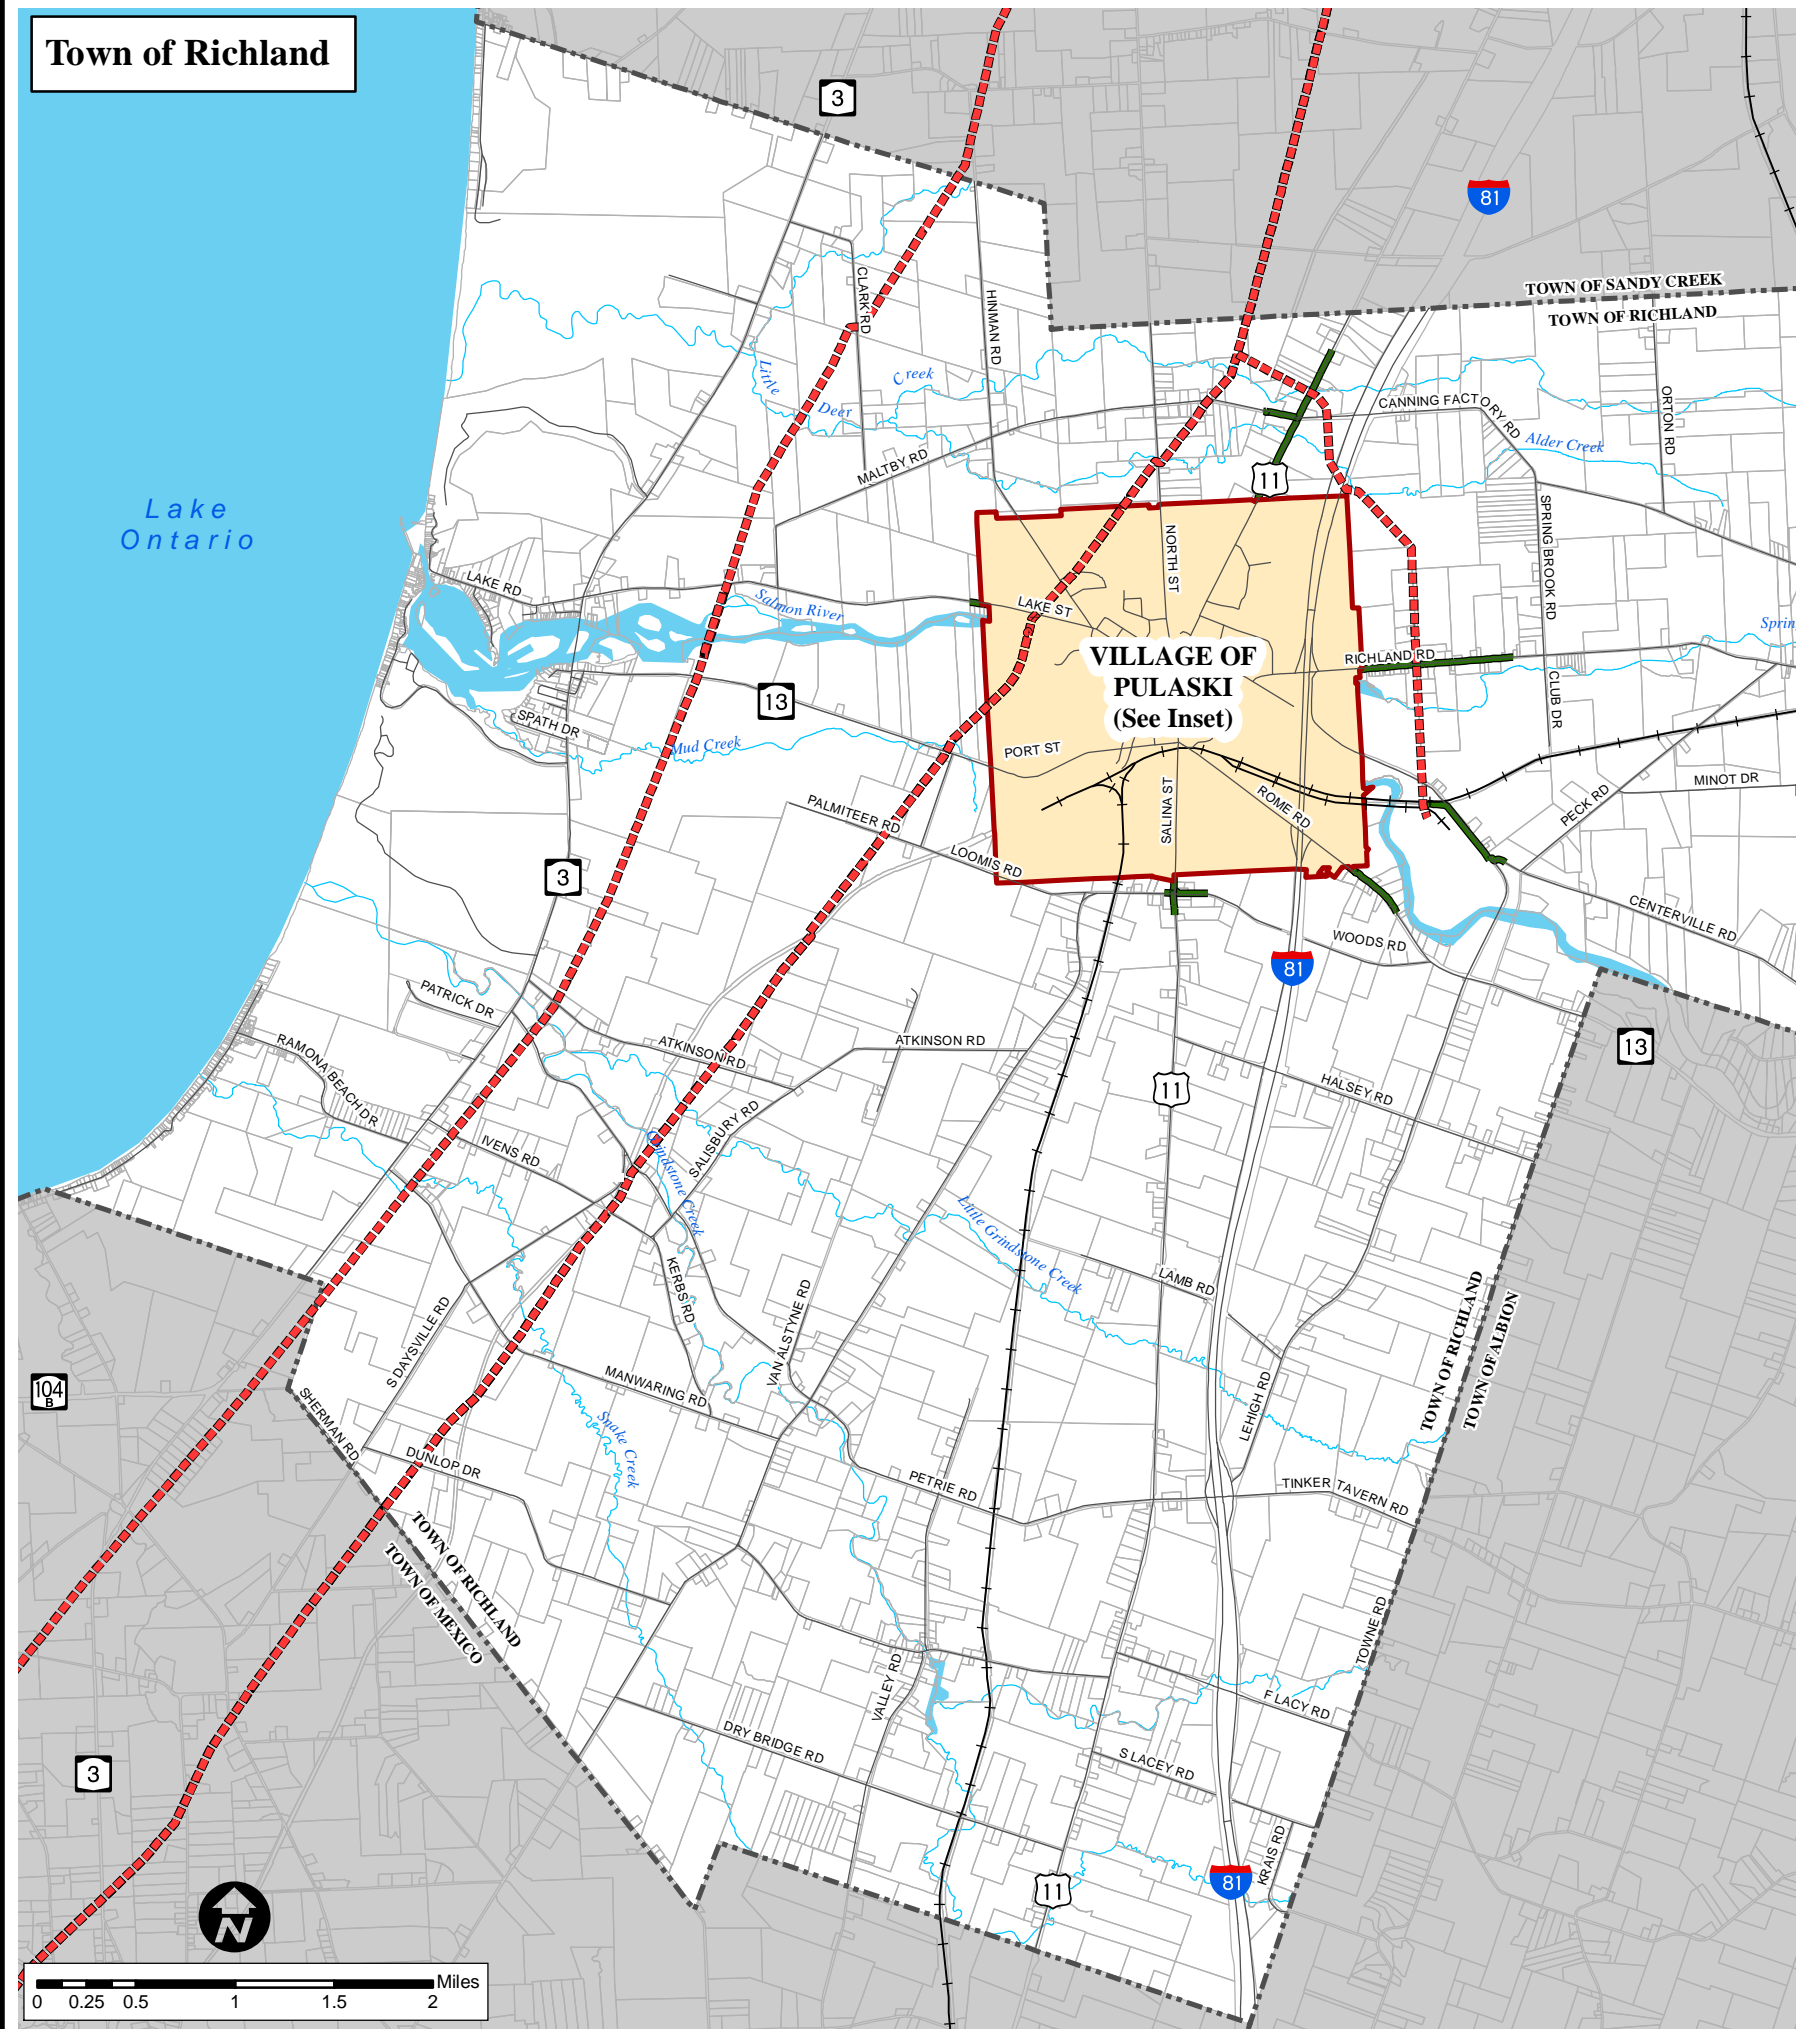 Town of Richland
3
81
TOWN OF SANDY CREEK
TOWN OF RICHLAND
CLARK RD
HINMAN RD
Little
Deer
Creek
CANNING FACTORY RD
ORTON RD
Alder Creek
MALTBY RD
11
Lake
Ontario
SPRING BROOK RD
NORTH ST
LAKE RD
Salmon River
LAKE ST
VILLAGE OF
PULASKI
(See Inset)
RICHLAND RD
CLUB DR
13
SPATH DR
Mud Creek
PORT ST
SALINA ST
ROME RD
MINOT DR
PECK RD
PALMITEER RD
LOOMIS RD
3
CENTERVILLE RD
WOODS RD
81
PATRICK DR
13
RAMONA BEACH DR
ATKINSON RD
ATKINSON RD
11
HALSEY RD
SALISBURY RD
IVENS RD
Grindstone Creek
Little Grindstone Creek
KERBS RD
LAMB RD
S DAYSVILLE RD
VAN ALSTYNE RD
TOWN OF RICHLAND
TOWN OF ALBION
104
B
MANWARING RD
SHERMAN RD
LEHIGH RD
Snake Creek
DUNLOP DR
PETRIE RD
TINKER TAVERN RD
TOWN OF RICHLAND
TOWN OF MEXICO
TOWNE RD
VALLEY RD
F LACY RD
DRY BRIDGE RD
S LACEY RD
3
KRAIS RD
11
81
N
Miles
0 0.25 0.5 1 1.5 2